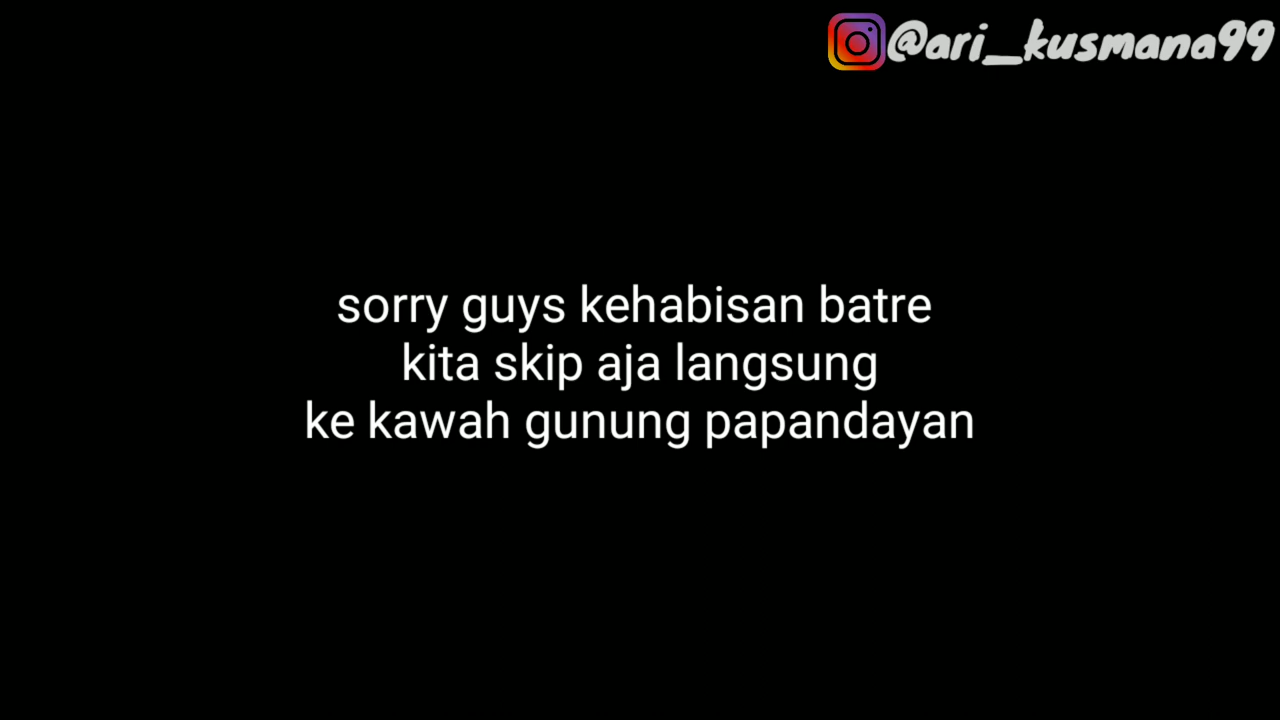 @ari_kusmana99
sorry guys kehabisan batre
kita skip aja langsung
ke kawah gunung papandayan